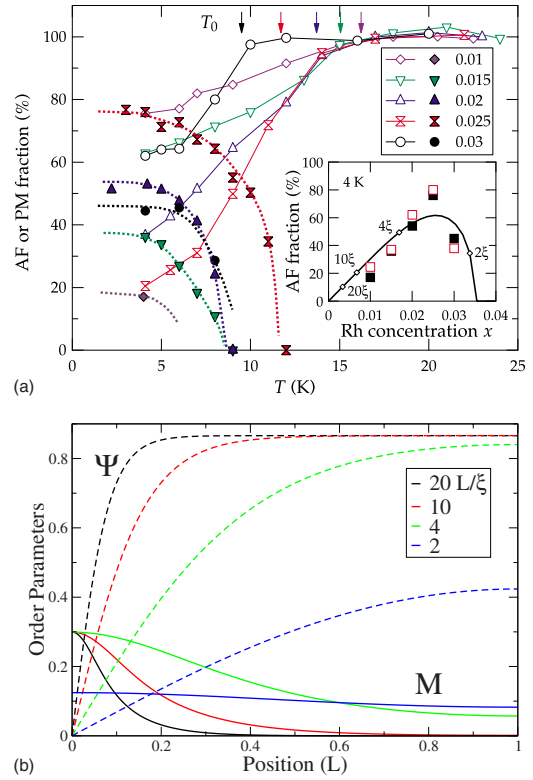 T0
100
80
60
40
20
0
AF or PM fraction (%)
0.01
0.015
0.02
0.025
0.03
100
80
60
40
20
0
AF fraction (%)
4 K
4ξ
10ξ
20ξ
2ξ
0.00 0.01 0.02 0.03 0.04
Rh concentration x
0 5 10 15 20 25
(a) T (K)
Ψ
0.8
0.6
0.4
0.2
0
Order Parameters
20 L/ξ
10
4
2
M
0 0.2 0.4 0.6 0.8 1
(b) Position (L)